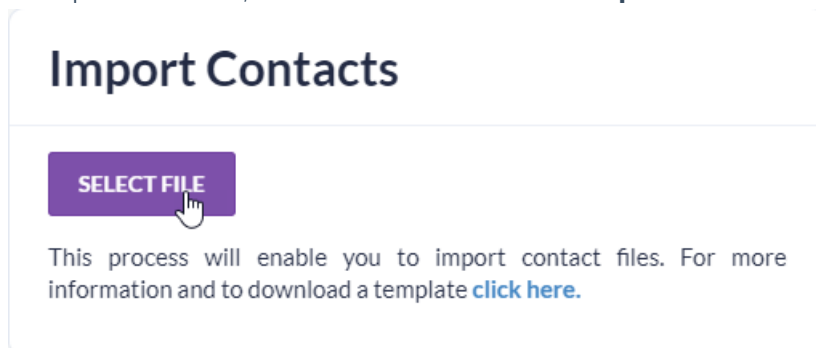 Import Contacts
SELECT FILE
This process will enable you to import contact files. For more
information and to download a template click here.